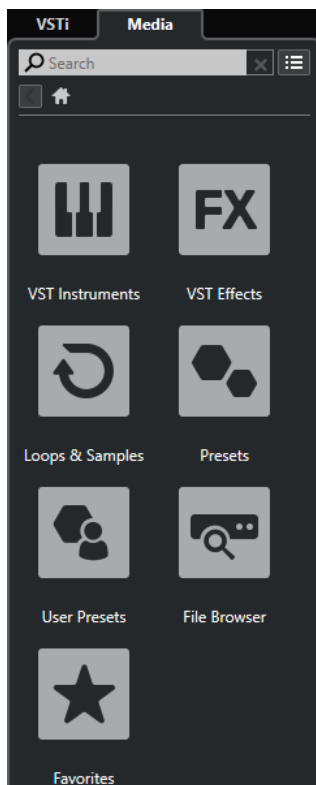 VSTi Media
Search
FX
VST Instruments VST Effects
Loops & Samples Presets
User Presets File Browser
Favorites